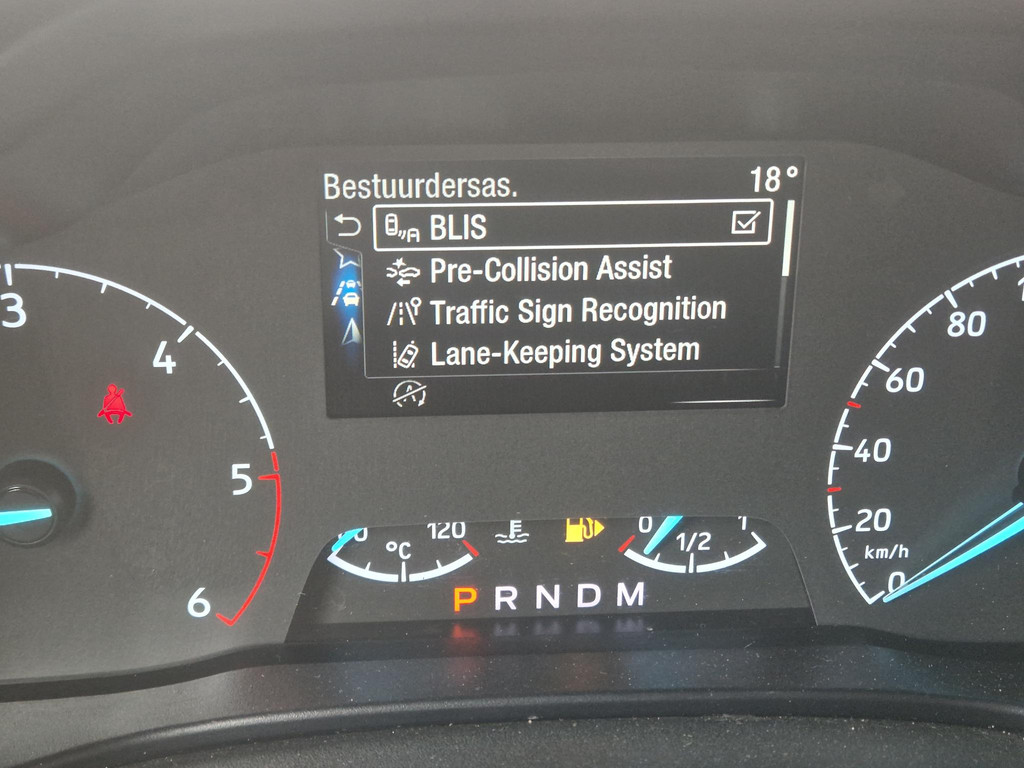 Bestuurdersas. 18°
BLIS
Pre-Collision Assist
Traffic Sign Recognition
Lane-Keeping System
3
4
5
6
°C
120
0
1/2
1
P R N D M
80
60
40
20
km/h
0